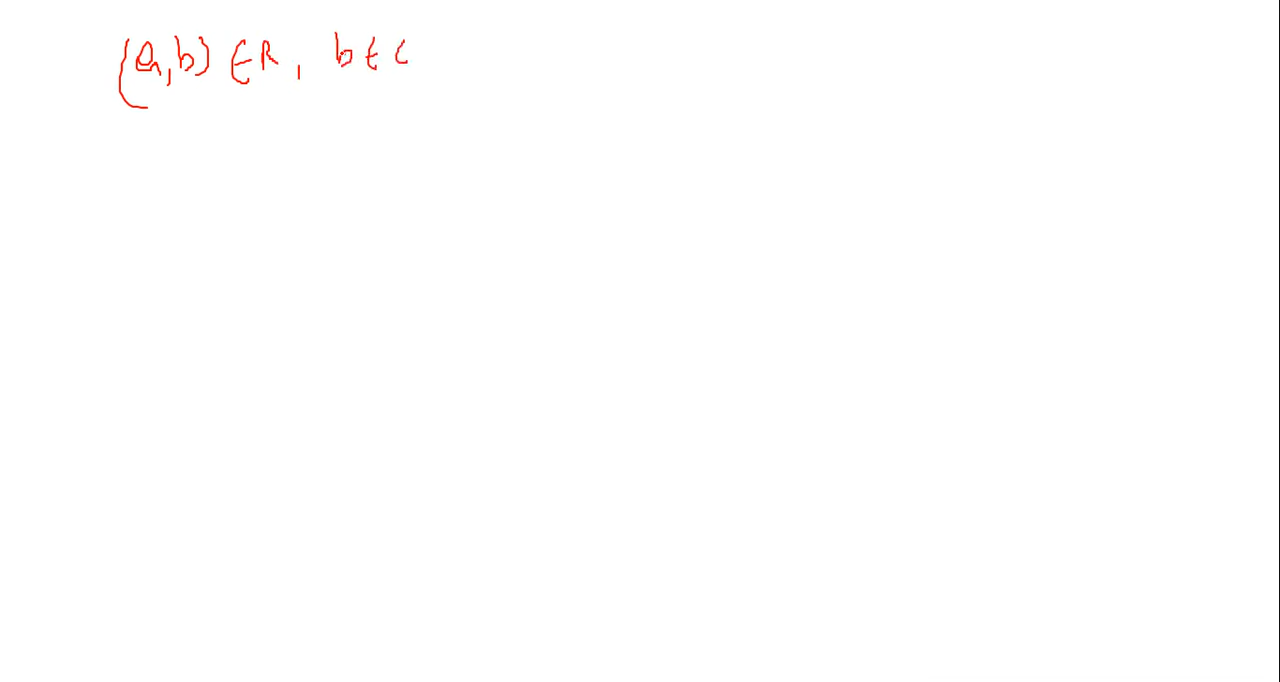 (a,b) ∈ R, b ∈ C